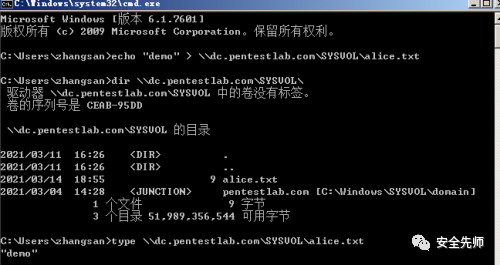 C:\Windows\system32\cmd.exe
Microsoft Windows [版本 6.1.7601]
版权所有 (c) 2009 Microsoft Corporation。保留所有权利。
C:\Users\zhangsan>echo "demo" > \\dc.pentestlab.com\SYSVOL\alice.txt
C:\Users\zhangsan>dir \\dc.pentestlab.com\SYSVOL\
驱动器 \\dc.pentestlab.com\SYSVOL 中的卷没有标签。
卷的序列号是 CEAB-95DD
\\dc.pentestlab.com\SYSVOL 的目录
2021/03/11  16:26    <DIR>          .
2021/03/11  16:26    <DIR>          ..
2021/03/14  18:55                 9 alice.txt
2021/03/04  14:28    <JUNCTION>     pentestlab.com [C:\Windows\SYSVOL\domain]
1 个文件              9 字节
3 个目录 51,989,356,544 可用字节
C:\Users\zhangsan>type \\dc.pentestlab.com\SYSVOL\alice.txt
"demo"
安全先师